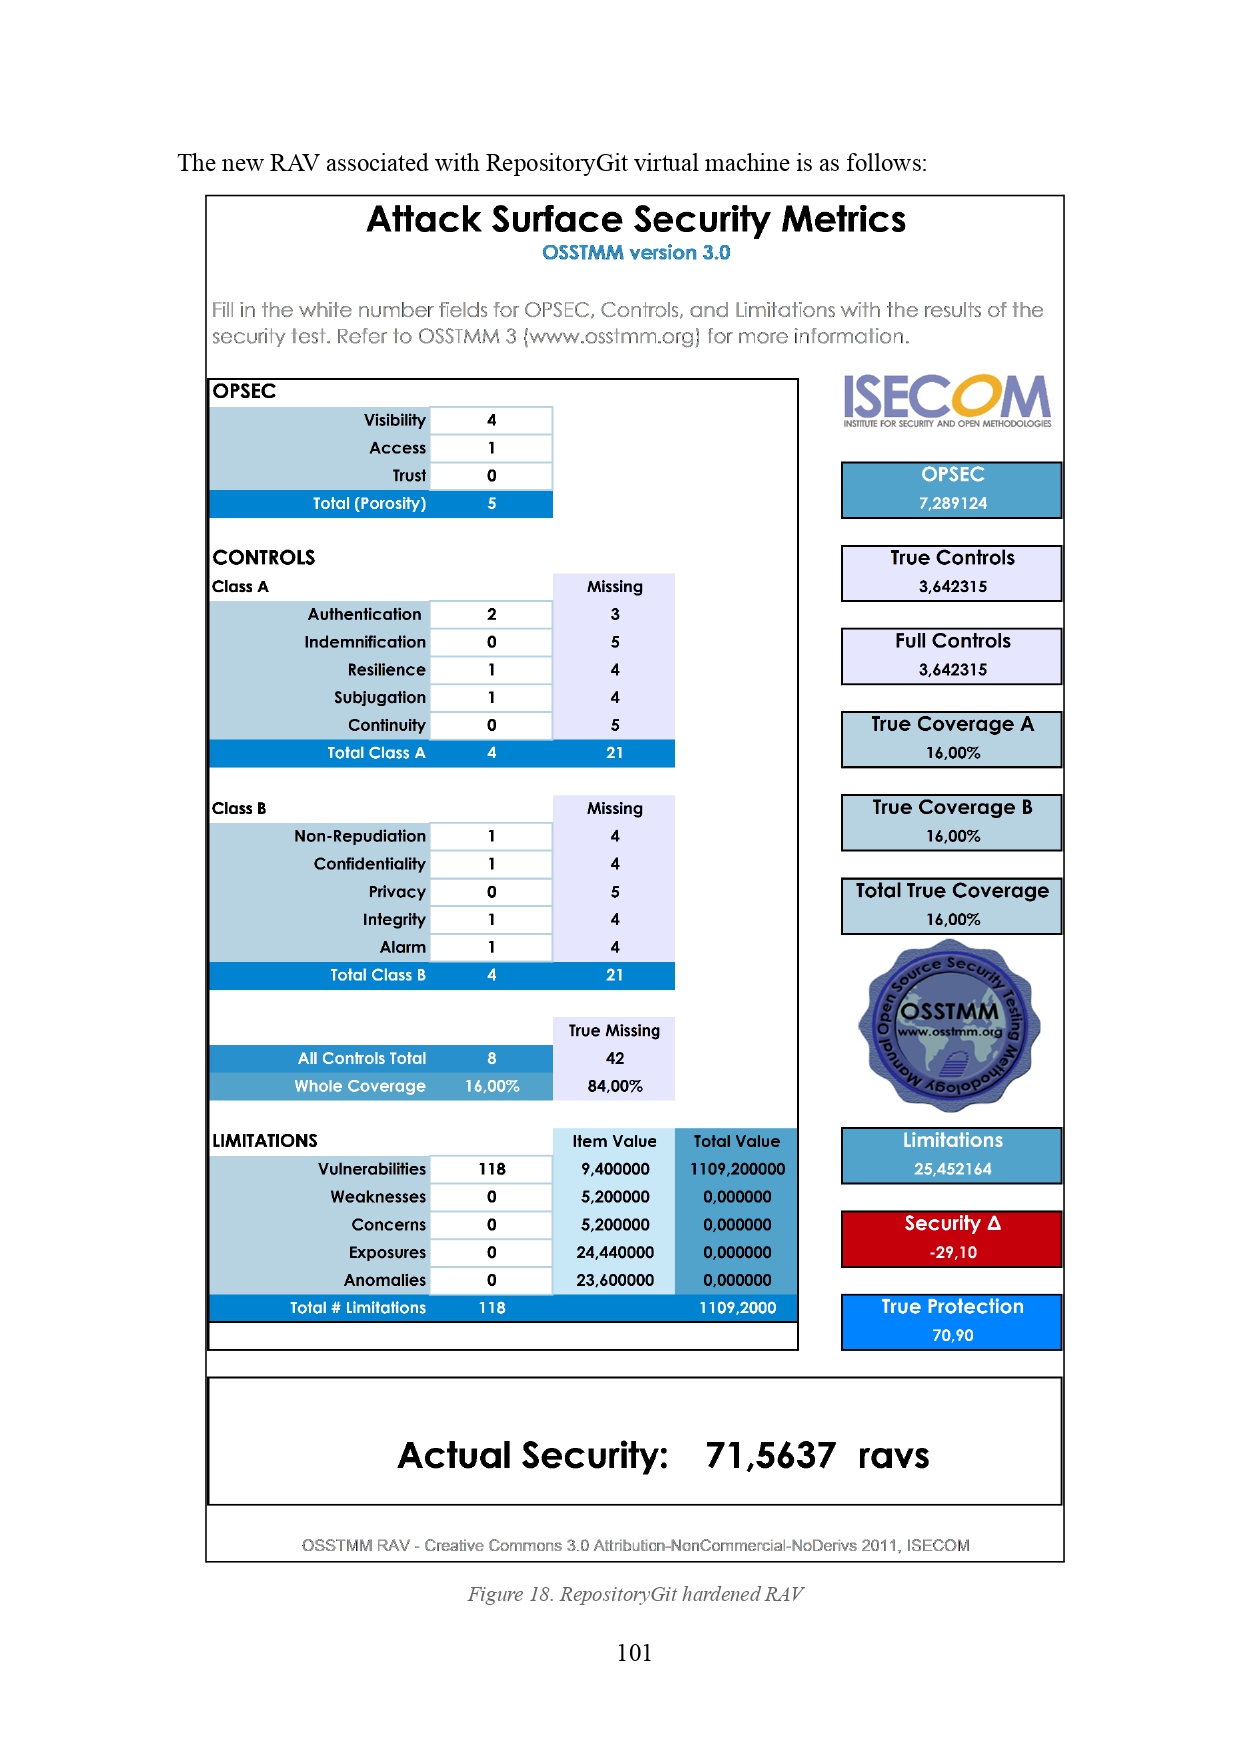 The new RAV associated with RepositoryGit virtual machine is as follows:
Attack Surface Security Metrics
OSSTMM version 3.0
Fill in the white number fields for OPSEC, Controls, and Limitations with the results of the
security test. Refer to OSSTMM 3 (www.osstmm.org) for more information.
OPSEC
Visibility 4
Access 1
Trust 0
Total (Porosity) 5
CONTROLS
Class A Missing
Authentication 2 3
Indemnification 0 5
Resilience 1 4
Subjugation 1 4
Continuity 0 5
Total Class A 4 21
Class B Missing
Non-Repudiation 1 4
Confidentiality 1 4
Privacy 0 5
Integrity 1 4
Alarm 1 4
Total Class B 4 21
True Missing
All Controls Total 8 42
Whole Coverage 16,00% 84,00%
LIMITATIONS Item Value Total Value
Vulnerabilities 118 9,400000 1109,200000
Weaknesses 0 5,200000 0,000000
Concerns 0 5,200000 0,000000
Exposures 0 24,440000 0,000000
Anomalies 0 23,600000 0,000000
Total # Limitations 118 1109,2000
ISECOM
INSTITUTE FOR SECURITY AND OPEN METHODOLOGIES
OPSEC
7,289124
True Controls
3,642315
Full Controls
3,642315
True Coverage A
16,00%
True Coverage B
16,00%
Total True Coverage
16,00%
Open Source Security Testing Methodology Manual
OSSTMM
www.osstmm.org
Limitations
25,452164
Security Δ
-29,10
True Protection
70,90
Actual Security: 71,5637 ravs
OSSTMM RAV - Creative Commons 3.0 Attribution-NonCommercial-NoDerivs 2011, ISECOM
Figure 18. RepositoryGit hardened RAV
101